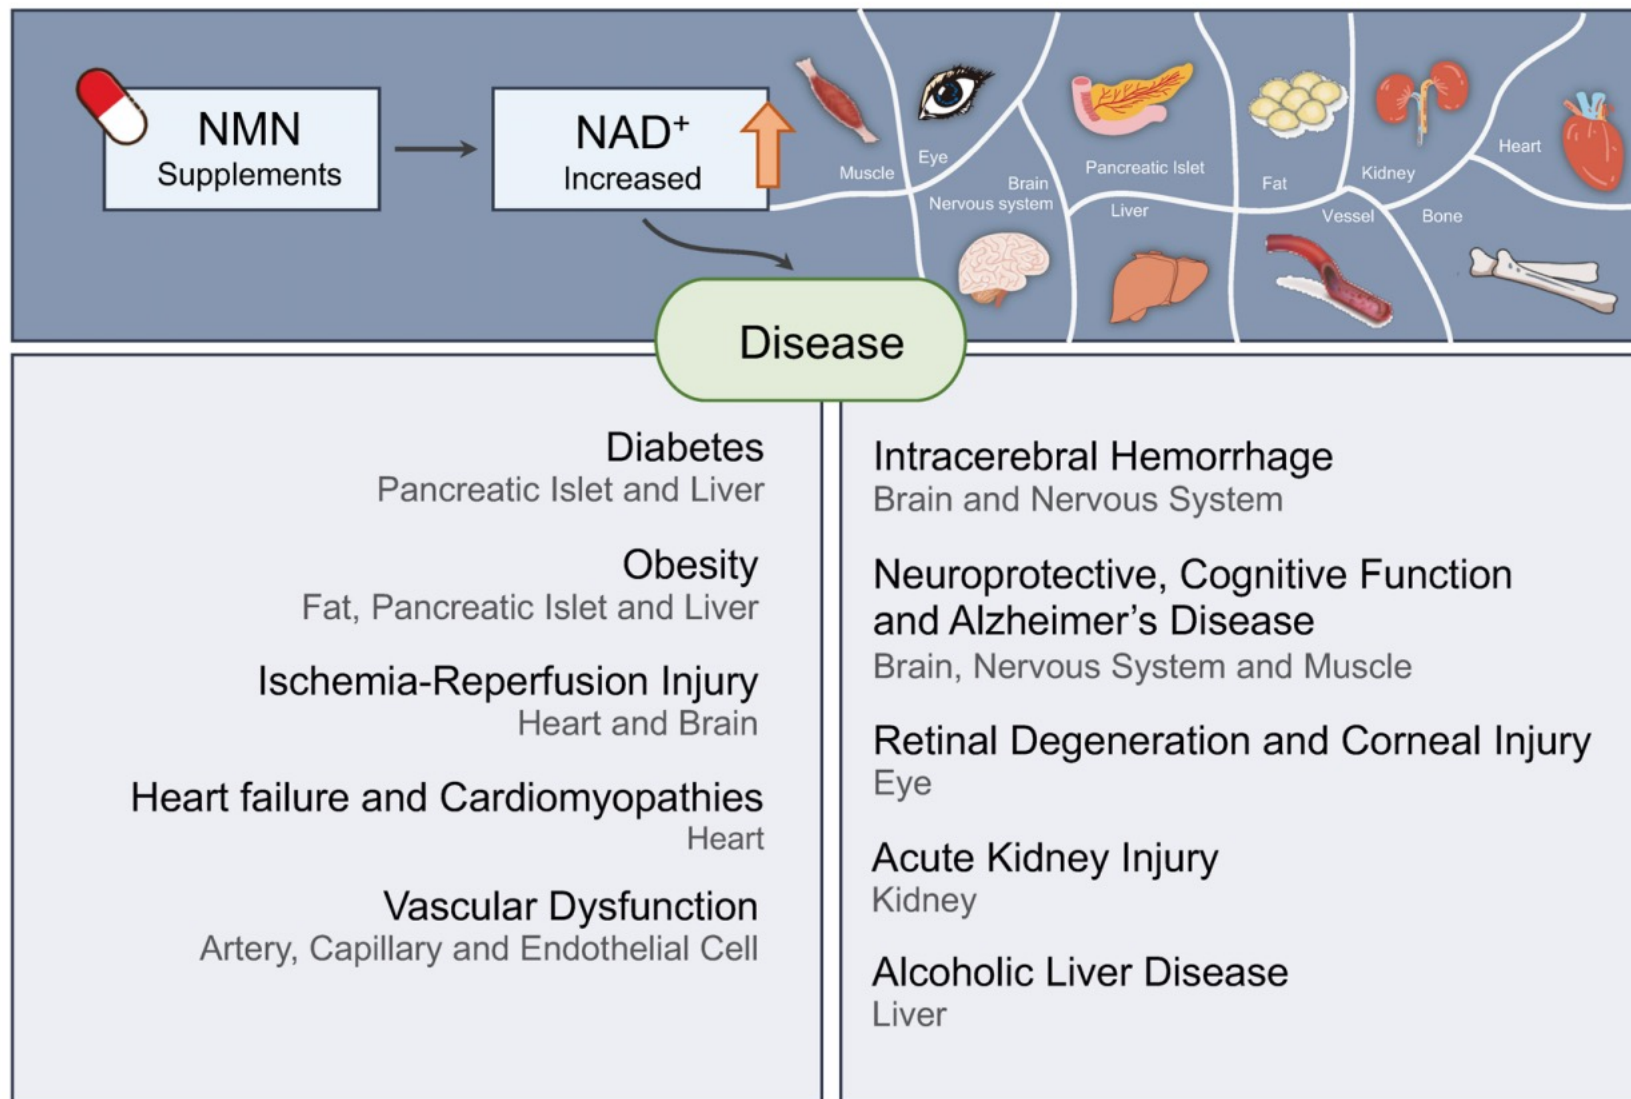 NMN
Supplements
NAD⁺
Increased
Muscle
Eye
Brain
Nervous system
Pancreatic Islet
Liver
Fat
Kidney
Vessel
Bone
Heart
Disease
Diabetes
Pancreatic Islet and Liver
Obesity
Fat, Pancreatic Islet and Liver
Ischemia-Reperfusion Injury
Heart and Brain
Heart failure and Cardiomyopathies
Heart
Vascular Dysfunction
Artery, Capillary and Endothelial Cell
Intracerebral Hemorrhage
Brain and Nervous System
Neuroprotective, Cognitive Function
and Alzheimer’s Disease
Brain, Nervous System and Muscle
Retinal Degeneration and Corneal Injury
Eye
Acute Kidney Injury
Kidney
Alcoholic Liver Disease
Liver